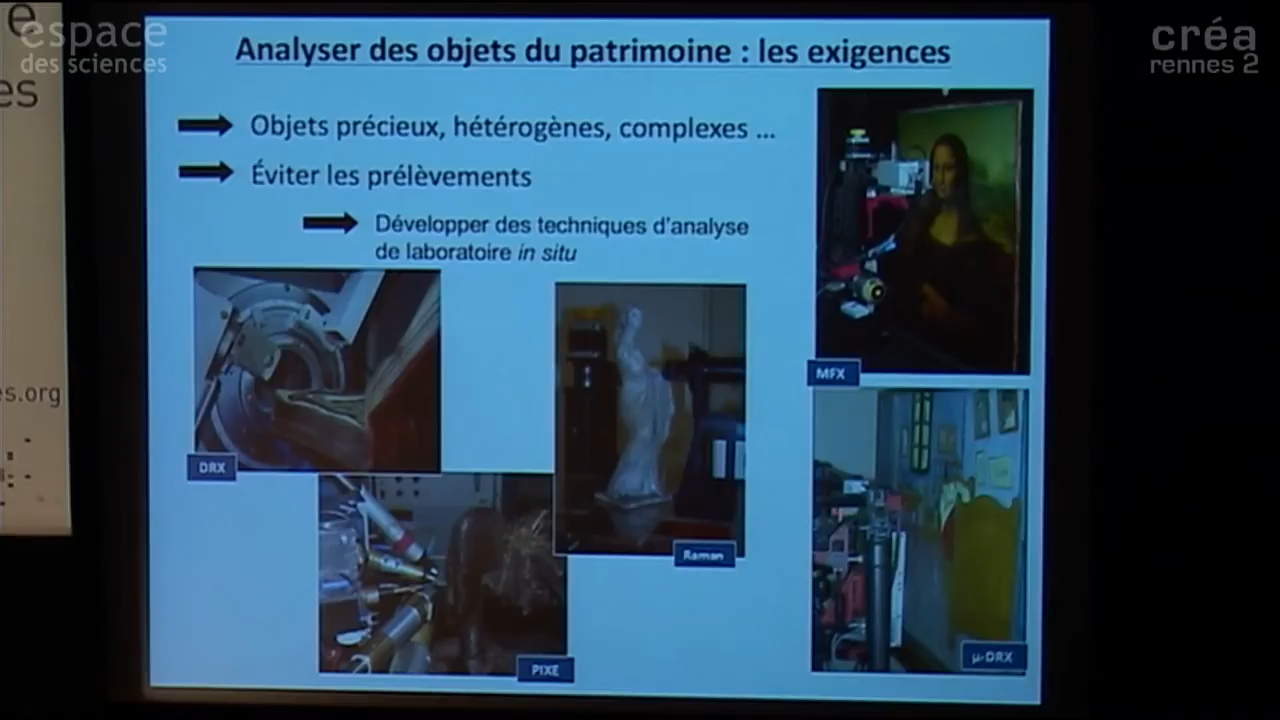 e
es
espace
des sciences
créa
rennes 2
Analyser des objets du patrimoine : les exigences
Objets précieux, hétérogènes, complexes ...
Éviter les prélèvements
Développer des techniques d'analyse
de laboratoire in situ
MFX
es.org
DRX
Raman
PIXE
µ-DRX